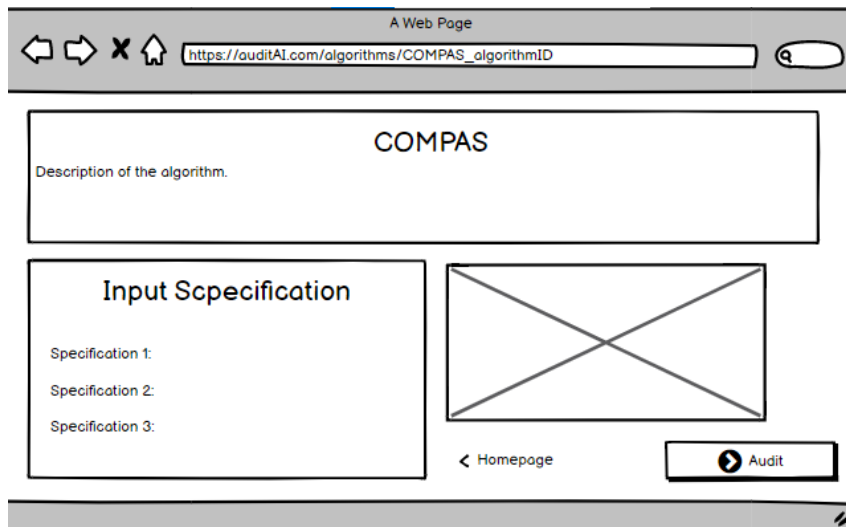 A Web Page
https://auditAI.com/algorithms/COMPAS_algorithmID
COMPAS
Description of the algorithm.
Input Scpecification
Specification 1:
Specification 2:
Specification 3:
Homepage
Audit